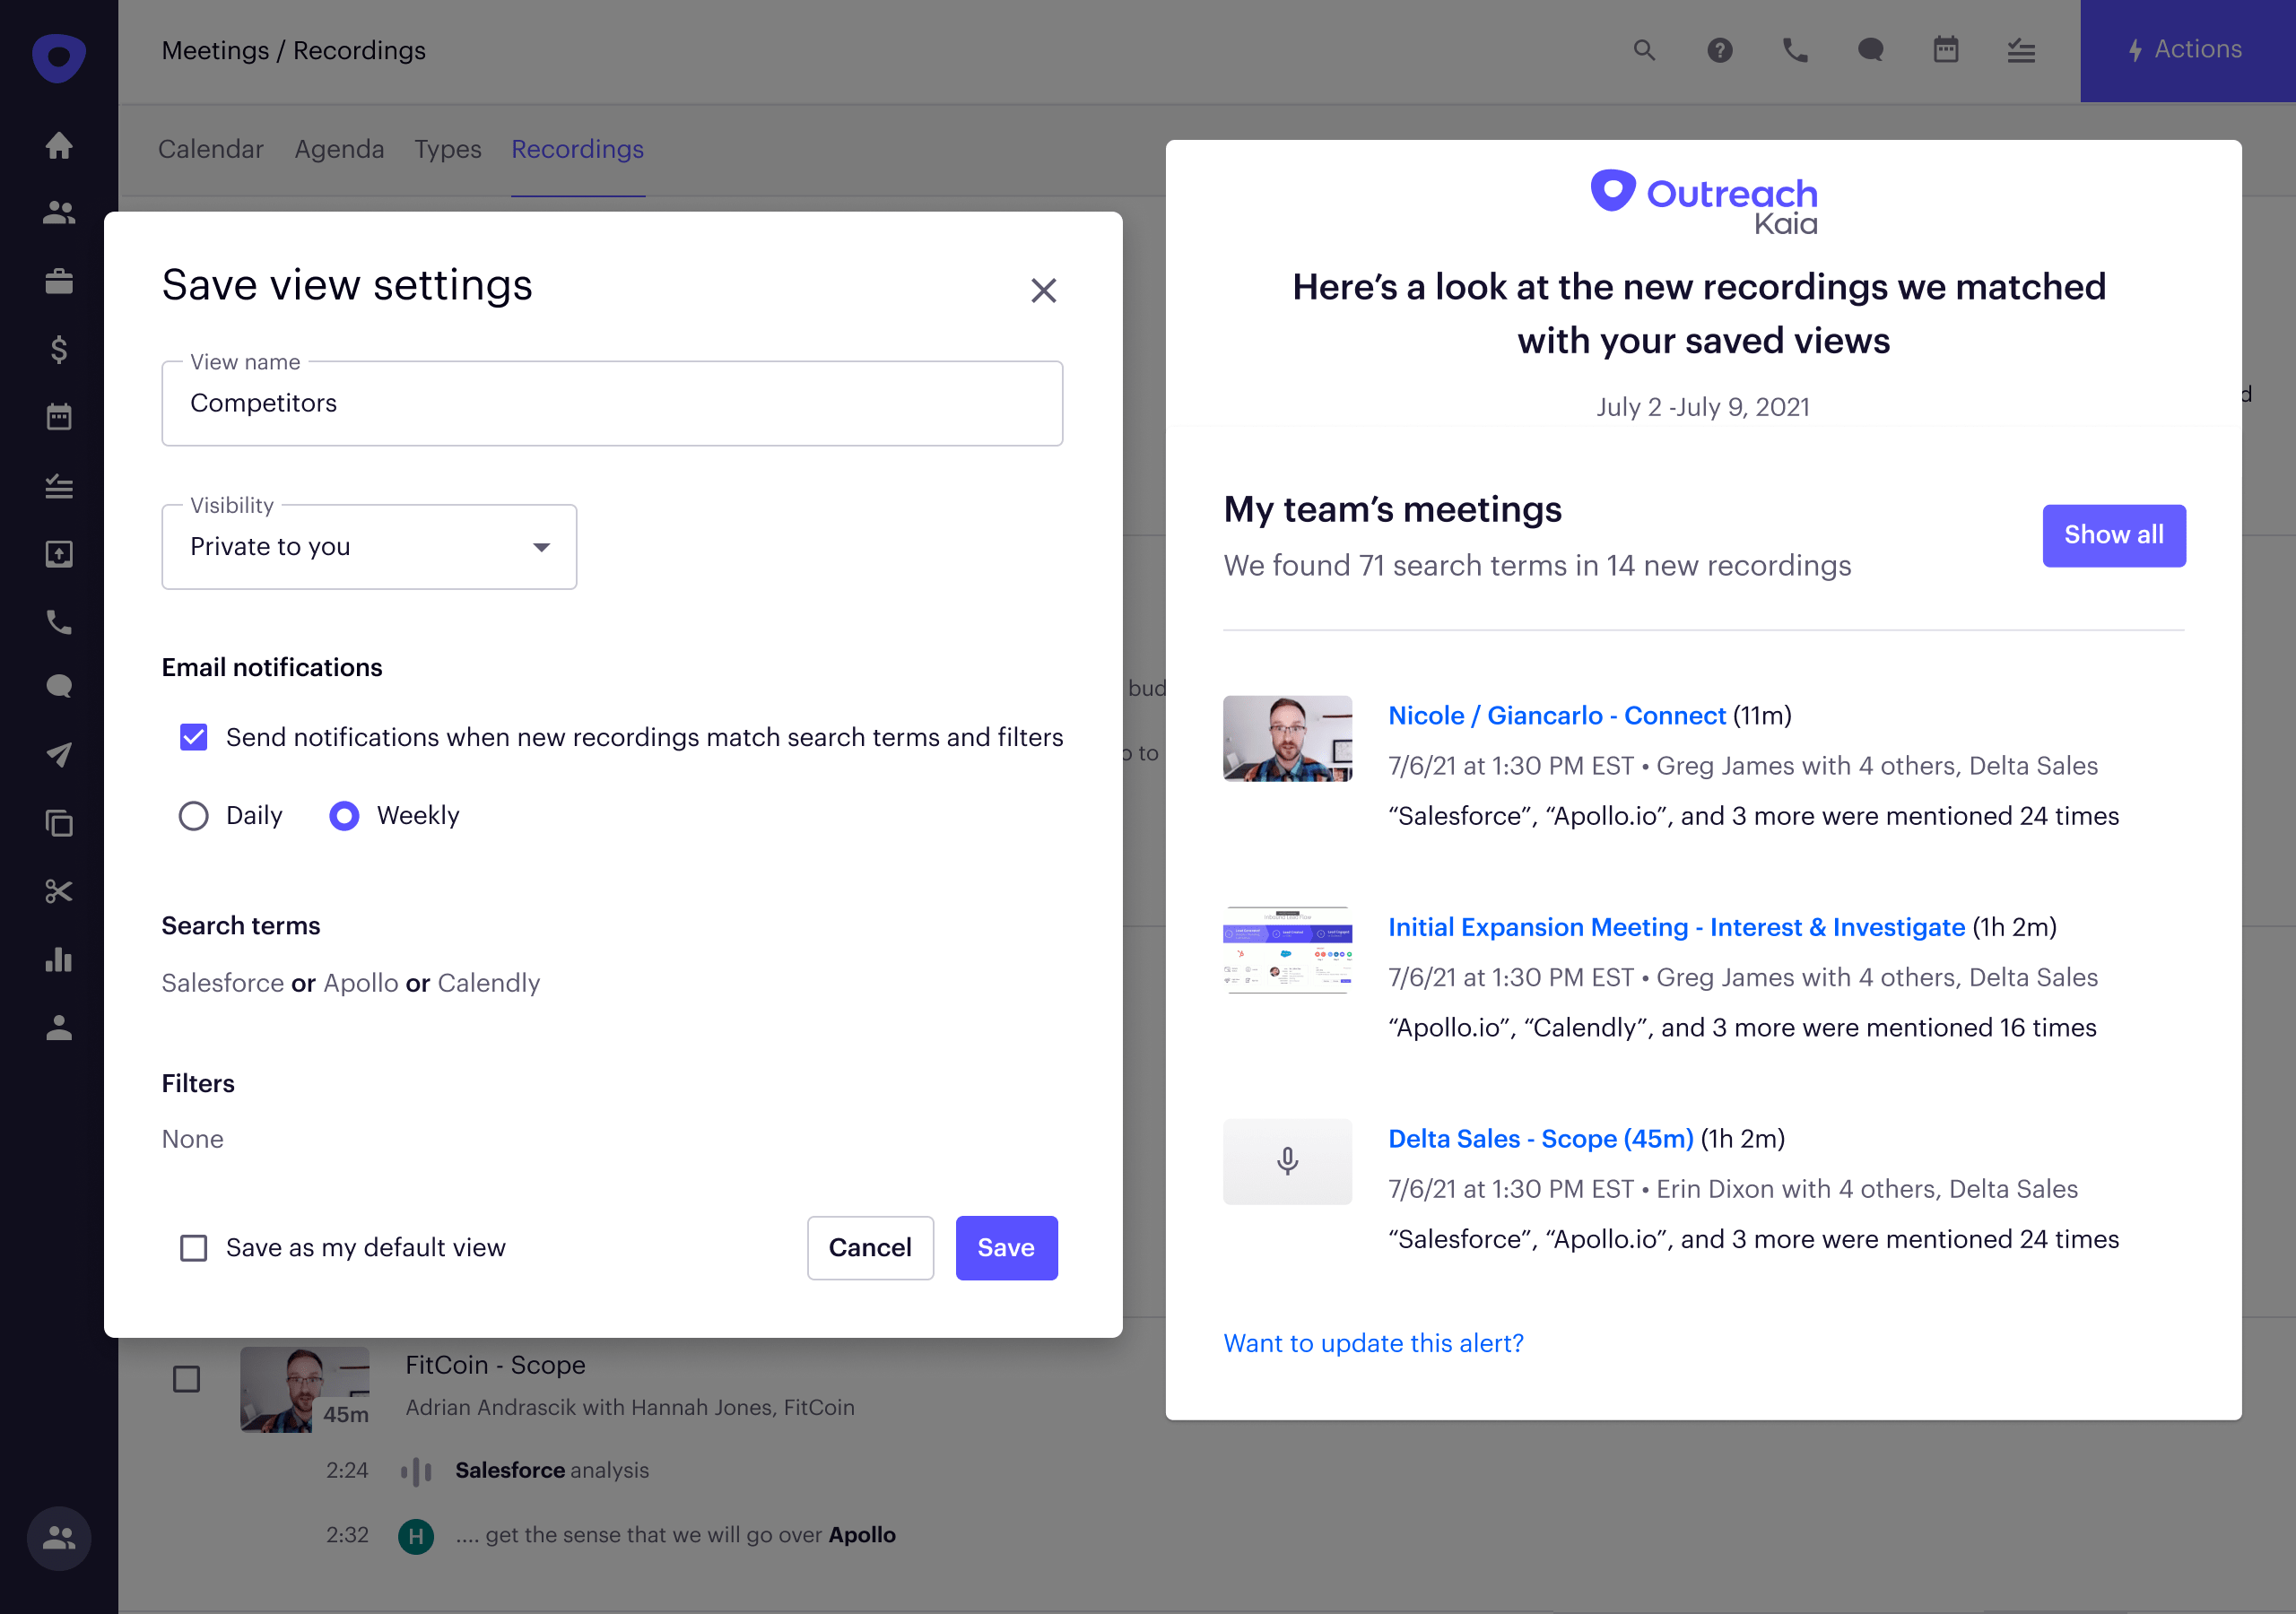 Meetings / Recordings
Actions
Calendar Agenda Types Recordings
Save view settings
View name
Competitors
Visibility
Private to you
Email notifications
Send notifications when new recordings match search terms and filters
Daily Weekly
Search terms
Salesforce or Apollo or Calendly
Filters
None
Save as my default view
Cancel Save
Outreach
Kaia
Here’s a look at the new recordings we matched
with your saved views
July 2 -July 9, 2021
My team’s meetings
We found 71 search terms in 14 new recordings
Show all
Nicole / Giancarlo - Connect (11m)
7/6/21 at 1:30 PM EST • Greg James with 4 others, Delta Sales
“Salesforce”, “Apollo.io”, and 3 more were mentioned 24 times
Initial Expansion Meeting - Interest & Investigate (1h 2m)
7/6/21 at 1:30 PM EST • Greg James with 4 others, Delta Sales
“Apollo.io”, “Calendly”, and 3 more were mentioned 16 times
Delta Sales - Scope (45m) (1h 2m)
7/6/21 at 1:30 PM EST • Erin Dixon with 4 others, Delta Sales
“Salesforce”, “Apollo.io”, and 3 more were mentioned 24 times
Want to update this alert?
bud
to
d
45m
FitCoin - Scope
Adrian Andrascik with Hannah Jones, FitCoin
2:24 Salesforce analysis
2:32 H .... get the sense that we will go over Apollo